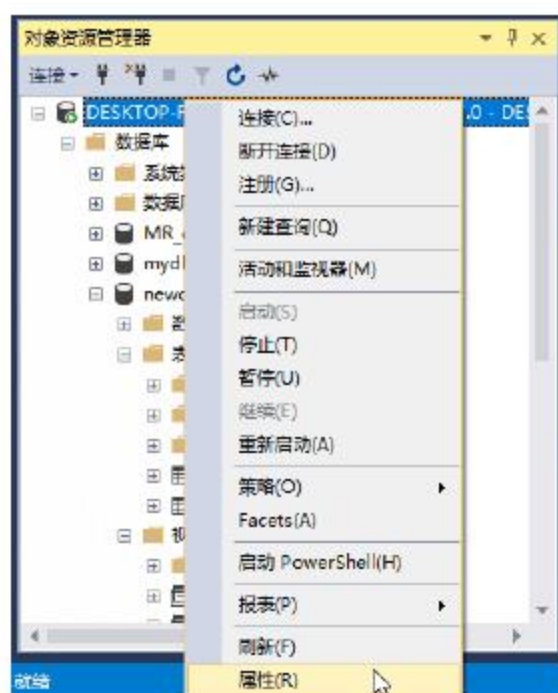 对象资源管理器
连接
DESKTOP-F
.0 - DE
连接(C)...
数据库
断开连接(D)
系统
注册(G)...
数据
MR_
新建查询(Q)
myd
活动和监视器(M)
newd
启动(S)
停止(T)
表
暂停(U)
继续(E)
重新启动(A)
策略(O)
Facets(A)
启动 PowerShell(H)
报表(P)
刷新(F)
就绪
属性(R)